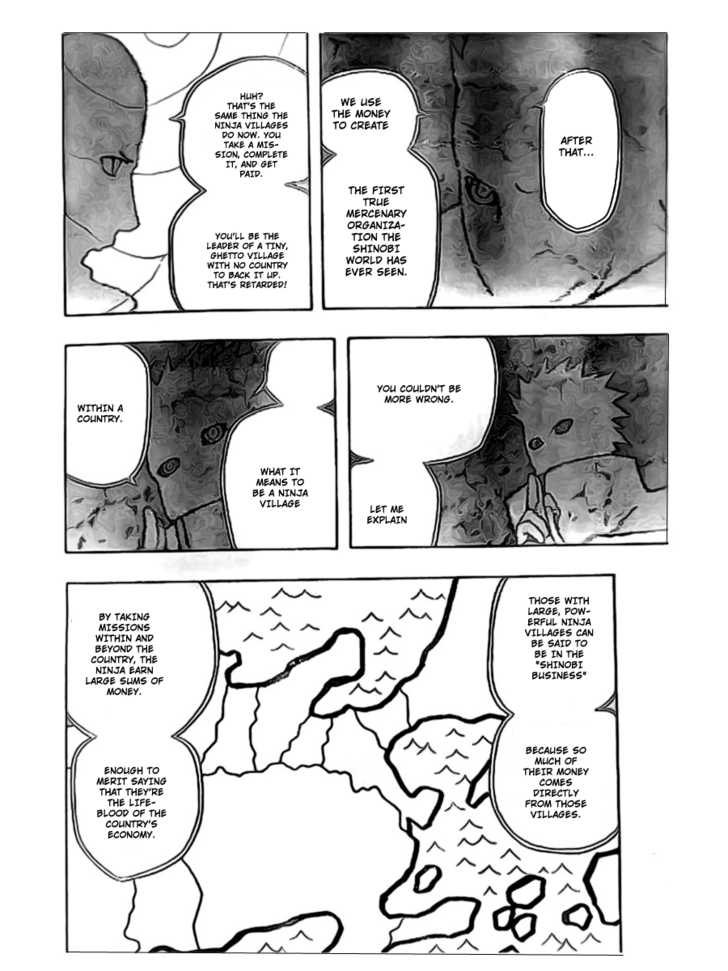 AFTER
THAT...
WE USE
THE MONEY
TO CREATE
THE FIRST
TRUE
MERCENARY
ORGANIZA-
TION THE
SHINOBI
WORLD HAS
EVER SEEN.
HUH?
THAT'S THE
SAME THING THE
NINJA VILLAGES
DO NOW. YOU
TAKE A MIS-
SION, COMPLETE
IT, AND GET
PAID.
YOU'LL BE THE
LEADER OF A TINY,
GHETTO VILLAGE
WITH NO COUNTRY
TO BACK IT UP.
THAT'S RETARDED!
YOU COULDN'T BE
MORE WRONG.
LET ME
EXPLAIN
WHAT IT
MEANS TO
BE A NINJA
VILLAGE
WITHIN A
COUNTRY.
THOSE WITH
LARGE, POW-
ERFUL NINJA
VILLAGES CAN
BE SAID TO
BE IN THE
"SHINOBI
BUSINESS"
BECAUSE SO
MUCH OF
THEIR MONEY
COMES
DIRECTLY
FROM THOSE
VILLAGES.
BY TAKING
MISSIONS
WITHIN AND
BEYOND THE
COUNTRY, THE
NINJA EARN
LARGE SUMS OF
MONEY.
ENOUGH TO
MERIT SAYING
THAT THEY'RE
THE LIFE-
BLOOD OF THE
COUNTRY'S
ECONOMY.